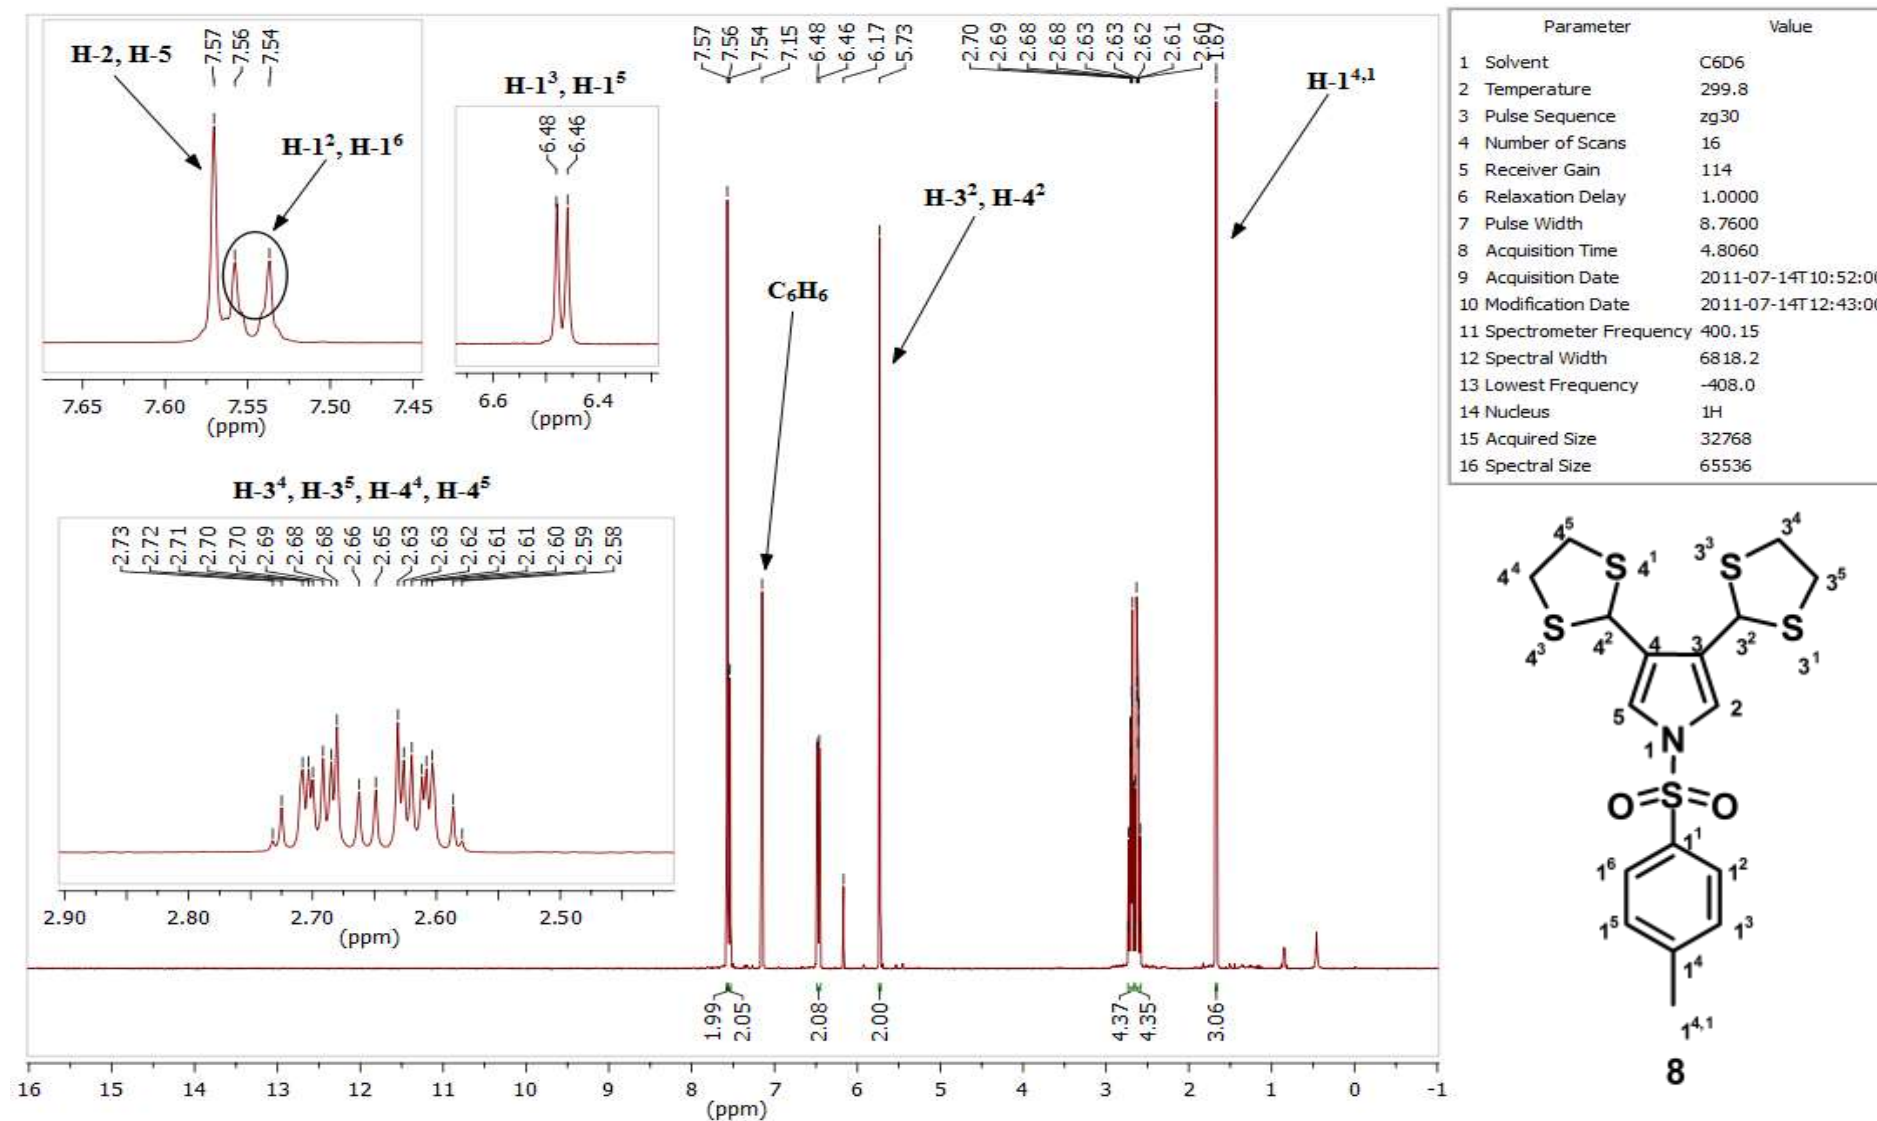 H-2, H-5
7.57
7.56
7.54
H-1², H-1⁶
7.65 7.60 7.55 7.50 7.45
(ppm)
H-1³, H-1⁵
6.48
6.46
6.6 6.4
(ppm)
7.57
7.56
7.54
7.15
6.48
6.46
6.17
5.73
2.70
2.69
2.68
2.68
2.63
2.63
2.62
2.61
2.60
1.67
H-1⁴,¹
H-3², H-4²
C₆H₆
H-3⁴, H-3⁵, H-4⁴, H-4⁵
2.73
2.72
2.71
2.70
2.70
2.69
2.68
2.68
2.66
2.65
2.63
2.63
2.62
2.61
2.61
2.60
2.59
2.58
2.90 2.80 2.70 2.60 2.50
(ppm)
1.99
2.05
2.08
2.00
4.37
4.35
3.06
16 15 14 13 12 11 10 9 8 7 6 5 4 3 2 1 0 -1
(ppm)
Parameter Value
1 Solvent C6D6
2 Temperature 299.8
3 Pulse Sequence zg30
4 Number of Scans 16
5 Receiver Gain 114
6 Relaxation Delay 1.0000
7 Pulse Width 8.7600
8 Acquisition Time 4.8060
9 Acquisition Date 2011-07-14T10:52:00
10 Modification Date 2011-07-14T12:43:00
11 Spectrometer Frequency 400.15
12 Spectral Width 6818.2
13 Lowest Frequency -408.0
14 Nucleus 1H
15 Acquired Size 32768
16 Spectral Size 65536
4⁵ 3⁴
4⁴ S 4¹ 3³ S 3⁵
S S
4³ 4² 4 3 3² 3¹
5 2
1 N
O S O
1¹
1⁶ 1²
1⁵ 1³
1⁴
1⁴,¹
8